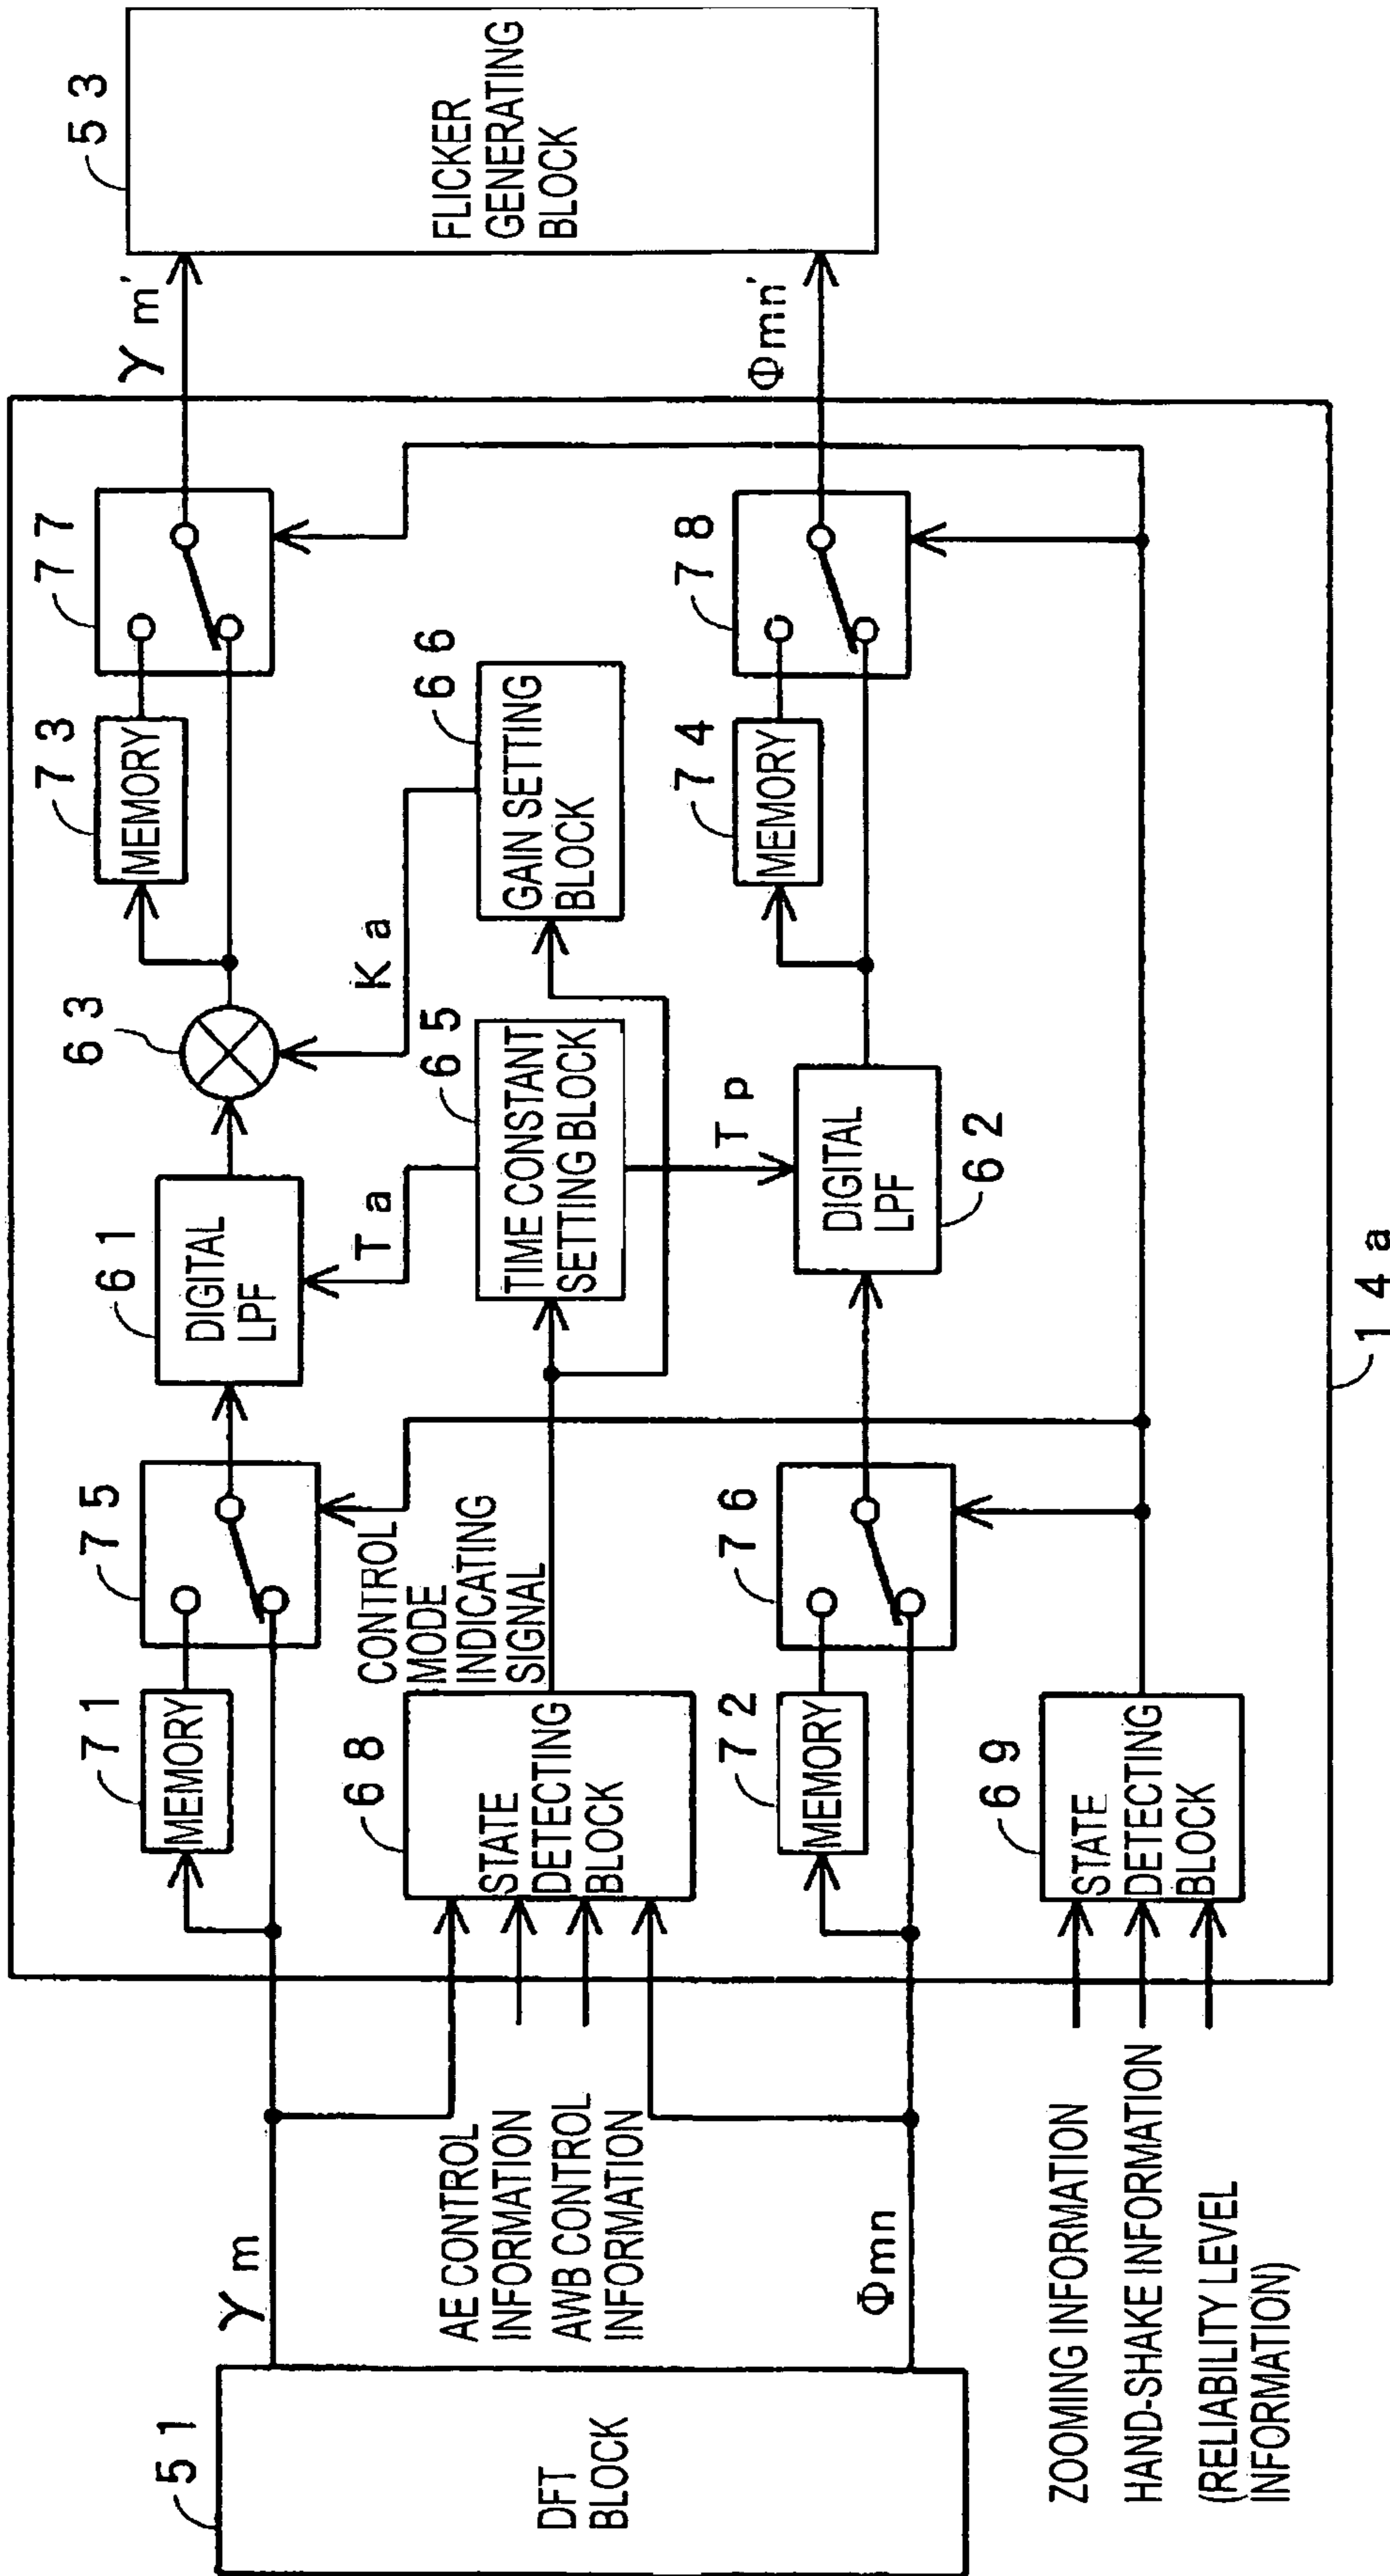 51
DFT
BLOCK
γm
Φmn
AE CONTROL
INFORMATION
AWB CONTROL
INFORMATION
ZOOMING INFORMATION
HAND-SHAKE INFORMATION
(RELIABILITY LEVEL
INFORMATION)
71
MEMORY
75
68
STATE
DETECTING
BLOCK
CONTROL
MODE
INDICATING
SIGNAL
72
MEMORY
76
69
STATE
DETECTING
BLOCK
61
DIGITAL
LPF
Ta
63
Ka
65
TIME CONSTANT
SETTING BLOCK
66
GAIN SETTING
BLOCK
Tp
DIGITAL
LPF
62
73
MEMORY
77
74
MEMORY
78
14a
γm'
Φmn'
53
FLICKER
GENERATING
BLOCK